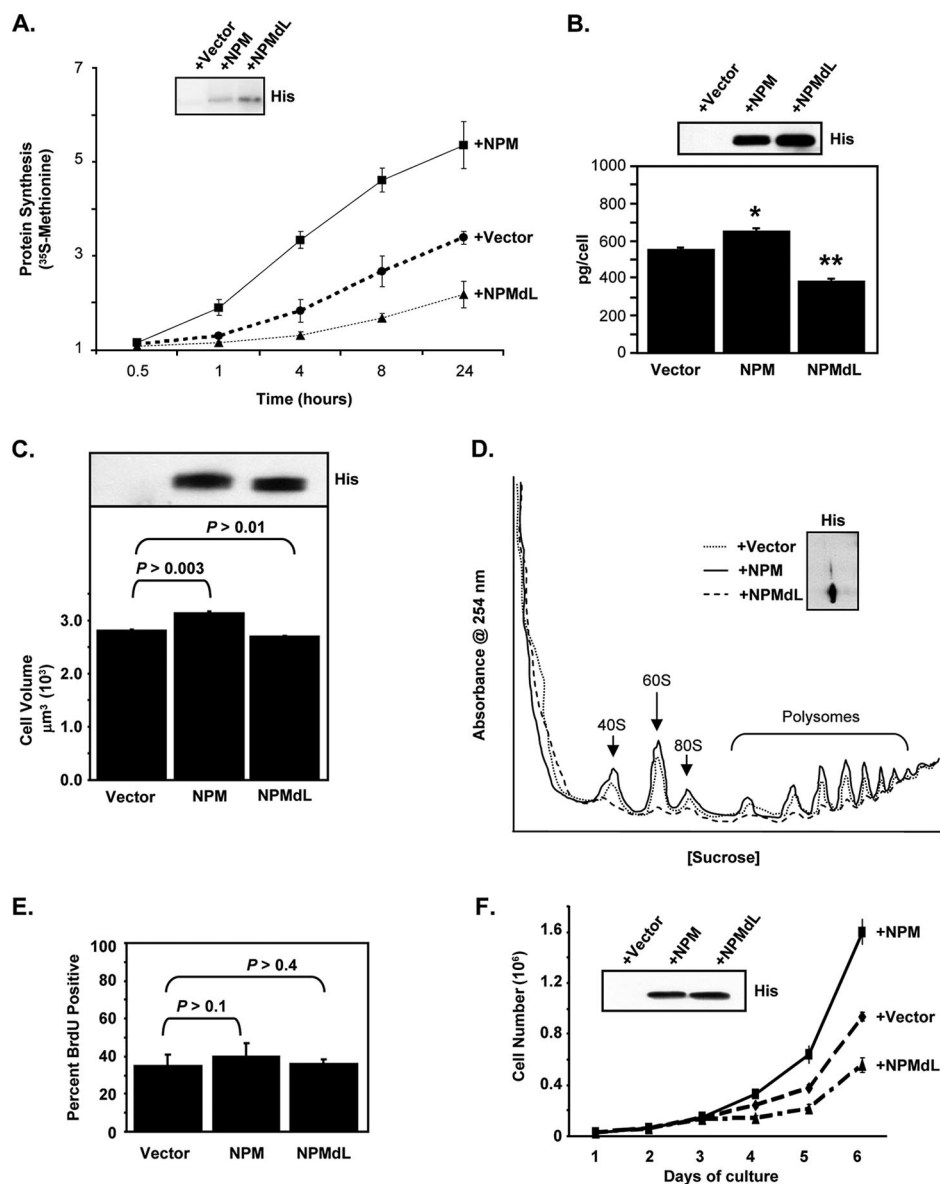 A.
+Vector
+NPM
+NPMdL
His
7
5
3
1
Protein Synthesis
(³⁵S-Methionine)
+NPM
+Vector
+NPMdL
0.5 1 4 8 24
Time (hours)
B.
+Vector
+NPM
+NPMdL
His
1000
800
600
400
200
0
pg/cell
*
**
Vector NPM NPMdL
C.
His
P > 0.01
P > 0.003
3.0
2.0
1.0
0.0
Cell Volume
µm³ (10³)
Vector NPM NPMdL
D.
His
+Vector
+NPM
+NPMdL
Absorbance @ 254 nm
40S
60S
80S
Polysomes
[Sucrose]
E.
100
80
60
40
20
0
Percent BrdU Positive
P > 0.4
P > 0.1
Vector NPM NPMdL
F.
+Vector
+NPM
+NPMdL
His
1.6
1.2
0.8
0.4
0
Cell Number (10⁶)
+NPM
+Vector
+NPMdL
1 2 3 4 5 6
Days of culture